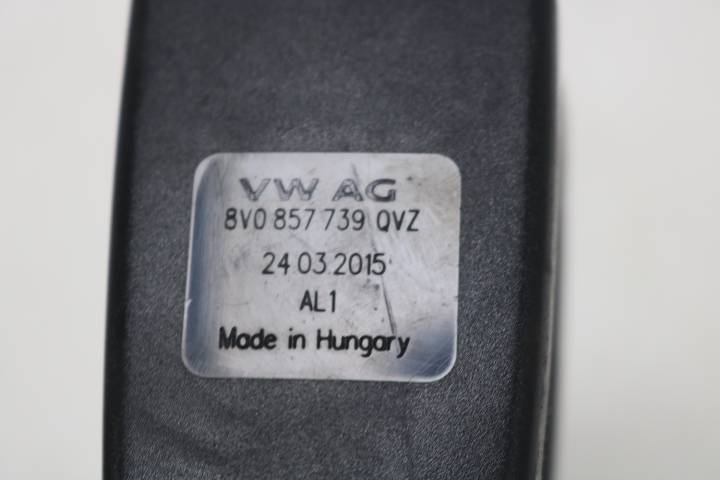 VW AG
8V0 857 739 QVZ
24 03 2015
AL1
Made in Hungary